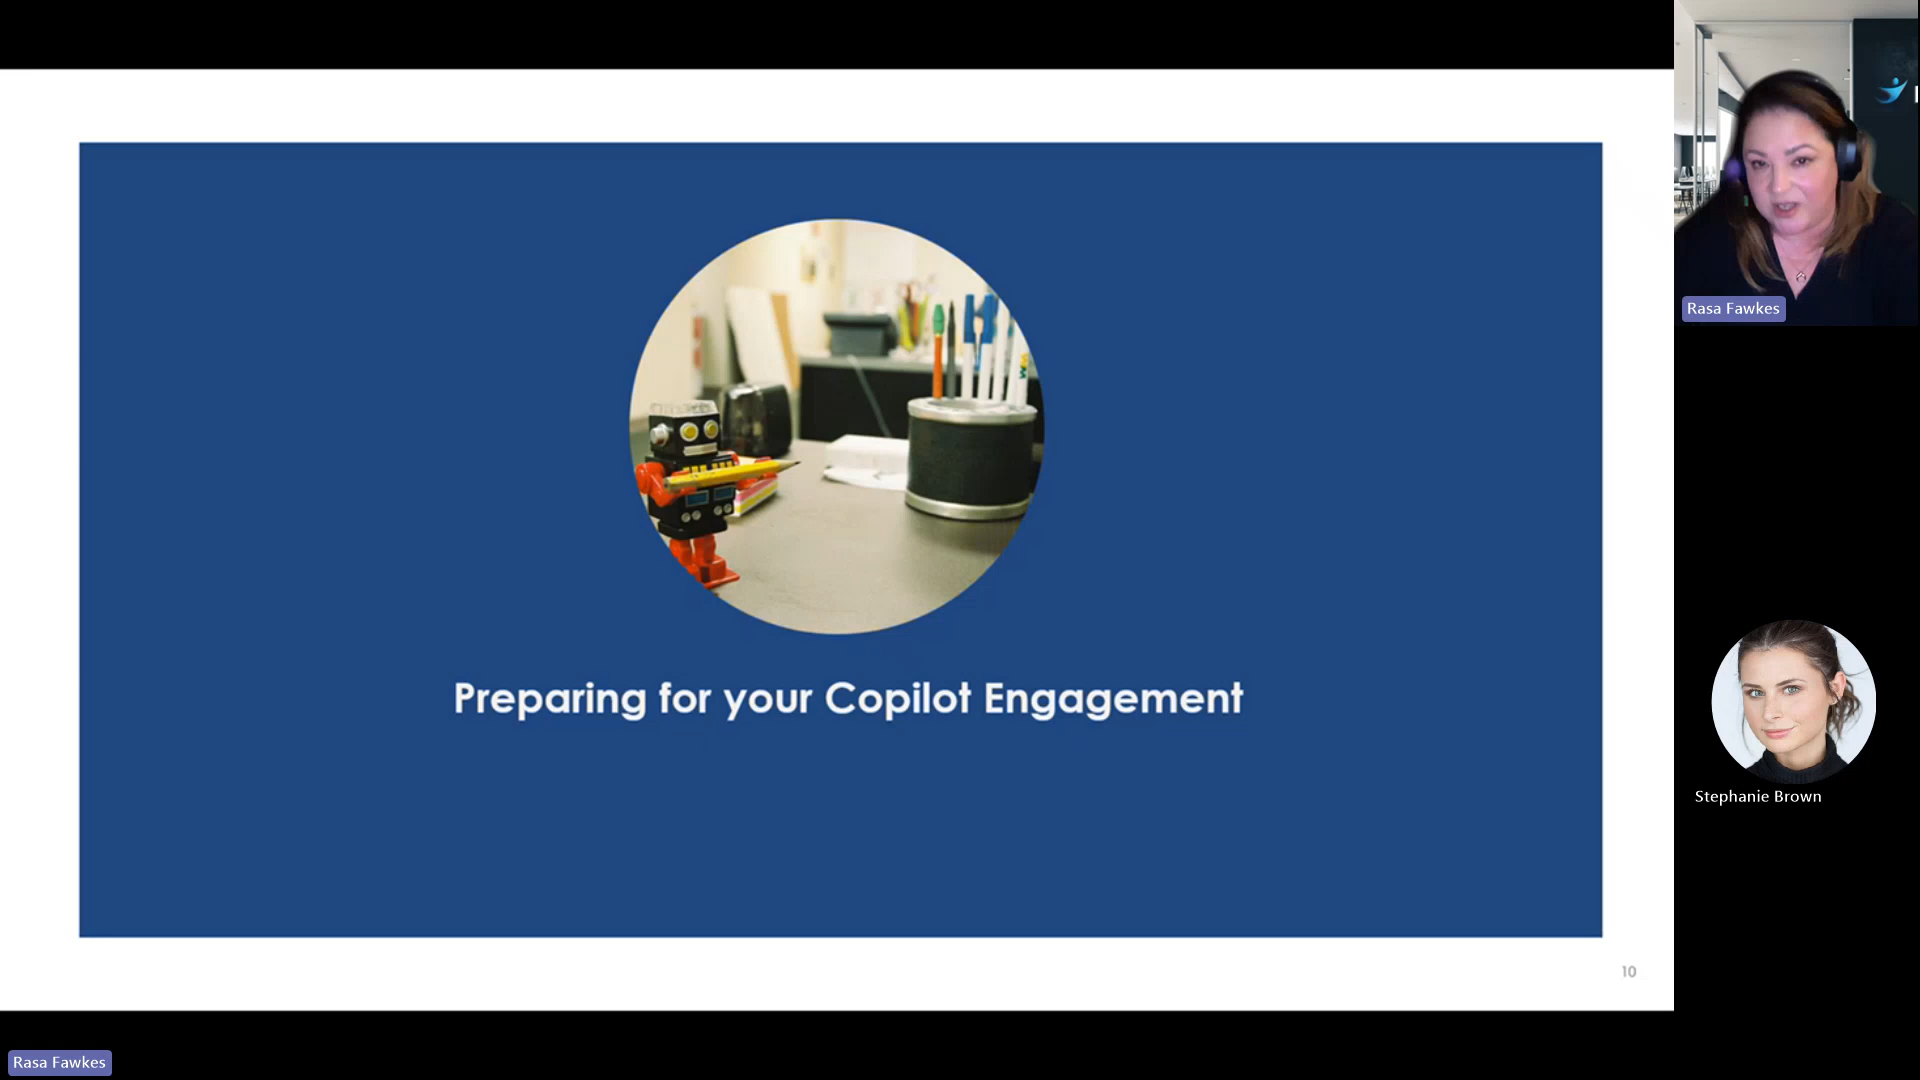 Preparing for your Copilot Engagement
10
Rasa Fawkes
Stephanie Brown
Rasa Fawkes